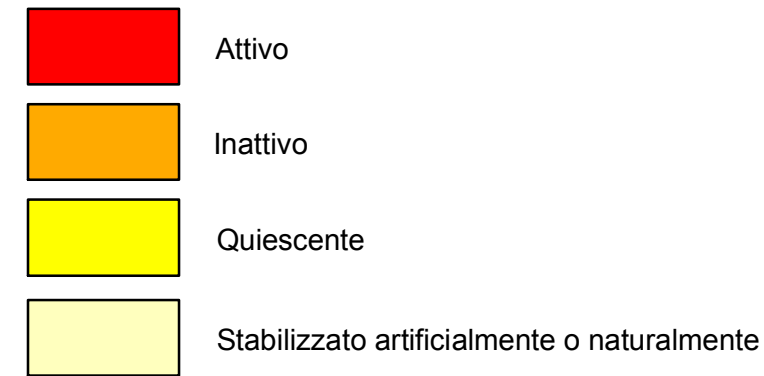 Attivo
Inattivo
Quiescente
Stabilizzato artificialmente o naturalmente